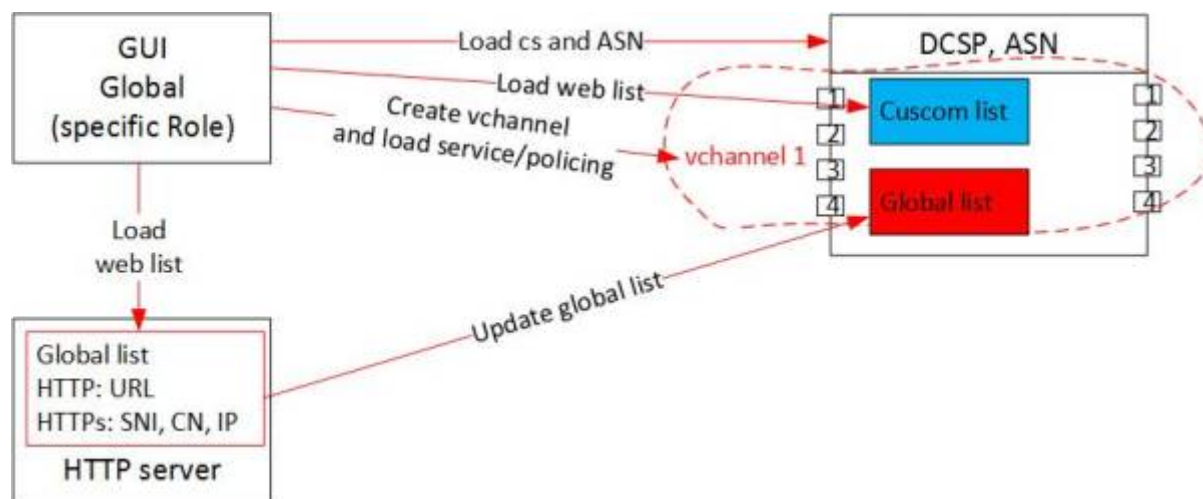 GUI
Global
(specific Role)
Load cs and ASN
Load web list
Create vchannel
and load service/policing
DCSP, ASN
1
2
3
4
Cuscom list
vchannel 1
Global list
1
2
3
4
Load
web list
Update global list
Global list
HTTP: URL
HTTPs: SNI, CN, IP
HTTP server